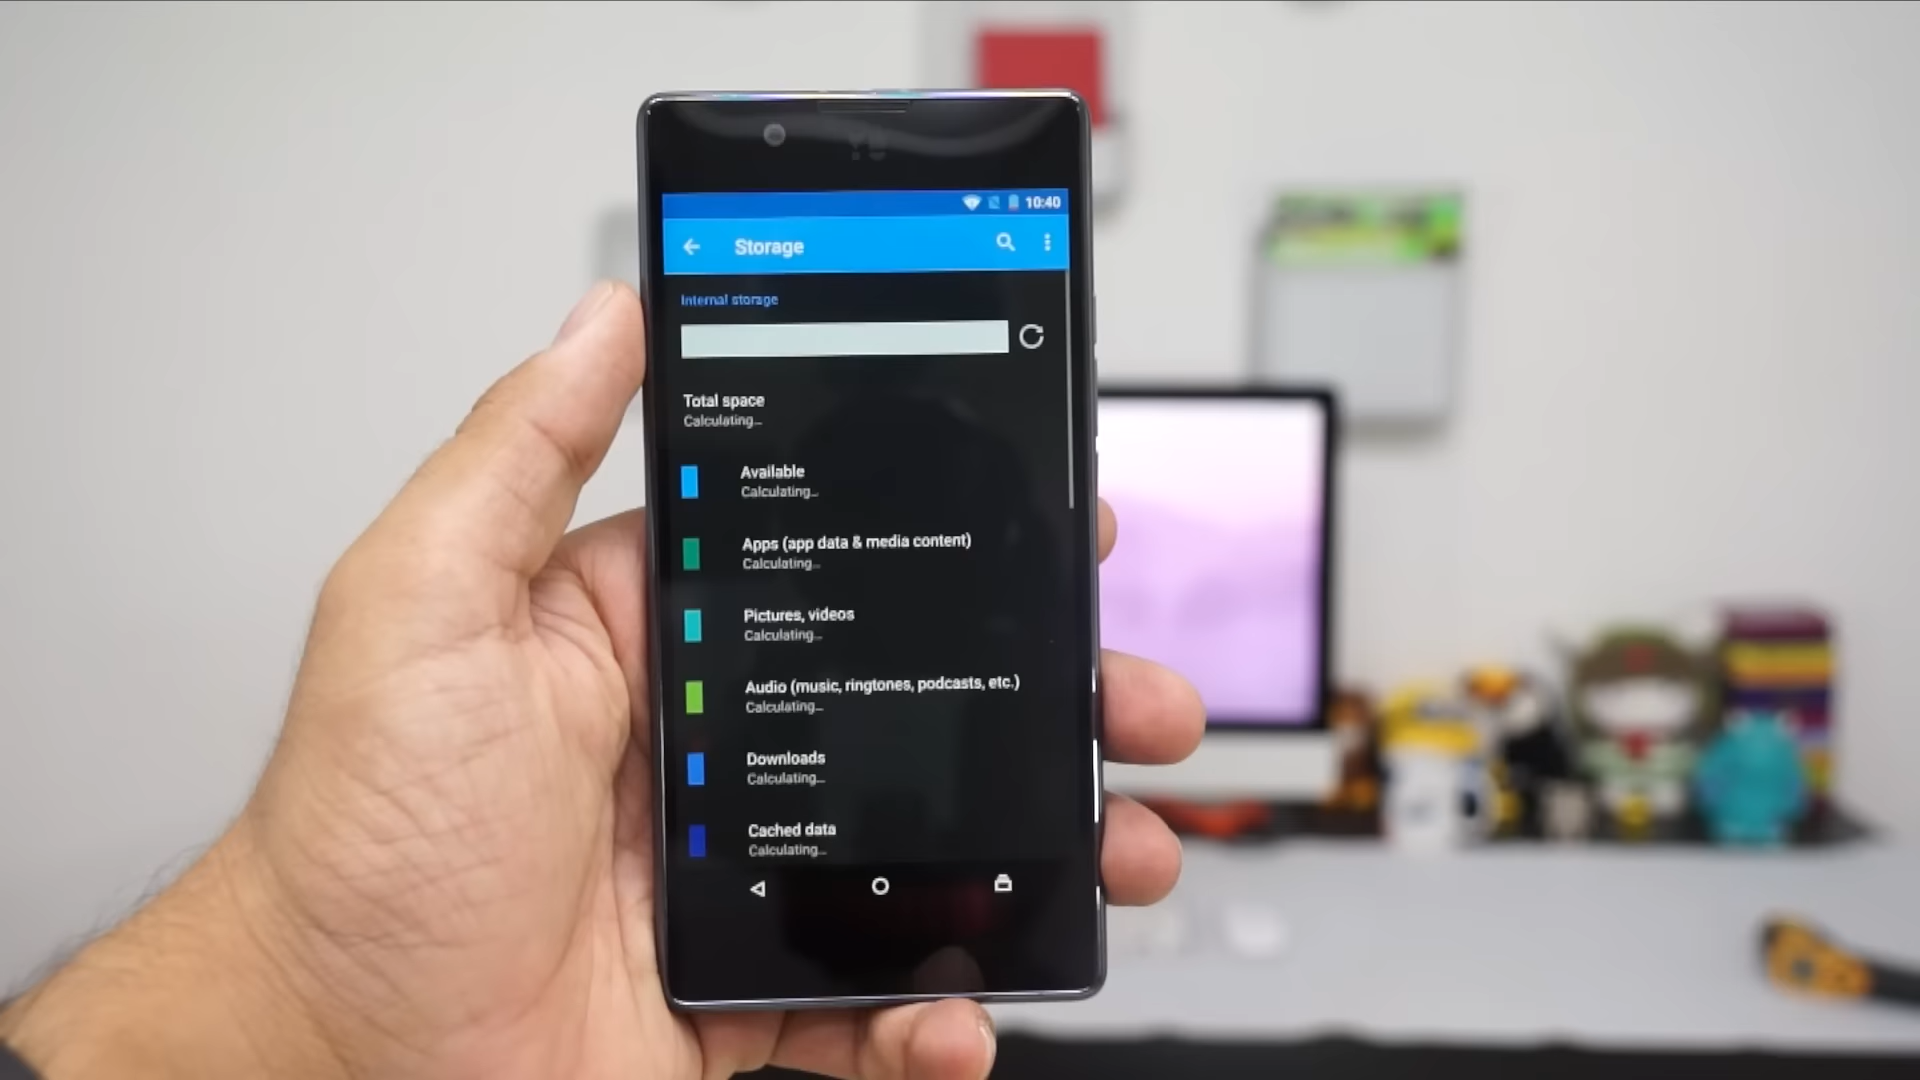 10:40
Storage
Internal storage
Total space
Calculating...
Available
Calculating...
Apps (app data & media content)
Calculating...
Pictures, videos
Calculating...
Audio (music, ringtones, podcasts, etc.)
Calculating...
Downloads
Calculating...
Cached data
Calculating...